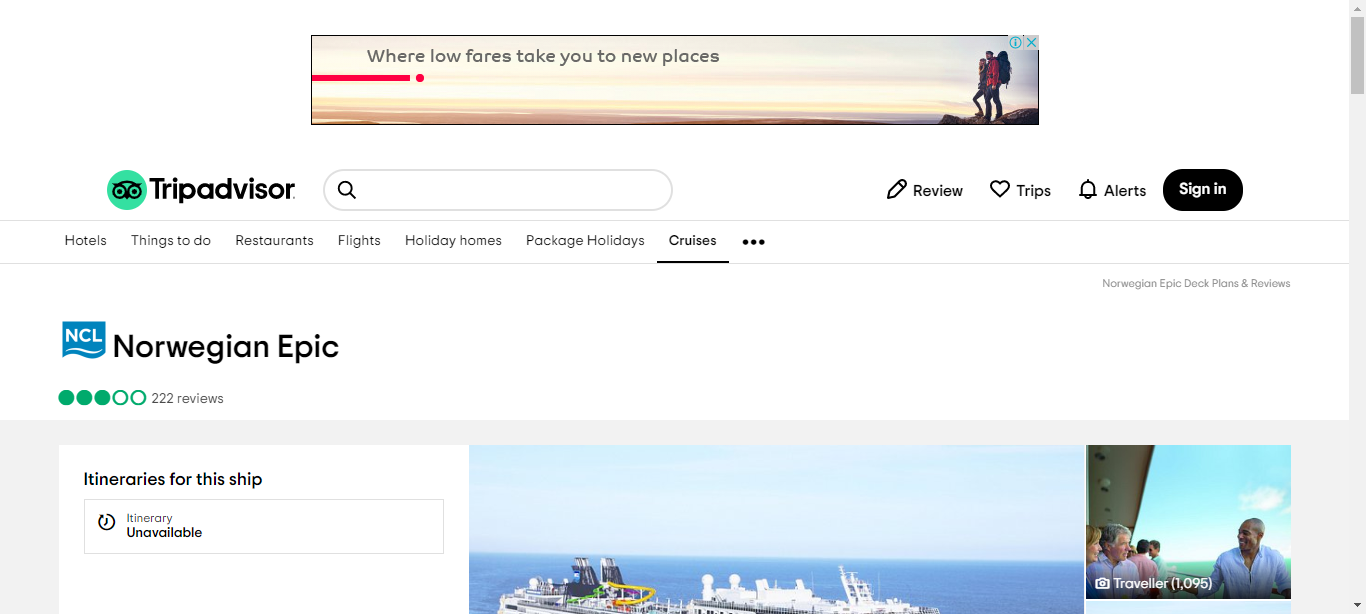 Where low fares take you to new places
Tripadvisor
Review
Trips
Alerts
Sign in
Hotels
Things to do
Restaurants
Flights
Holiday homes
Package Holidays
Cruises
Norwegian Epic Deck Plans & Reviews
NCL
Norwegian Epic
222 reviews
Itineraries for this ship
Itinerary
Unavailable
Traveller (1,095)